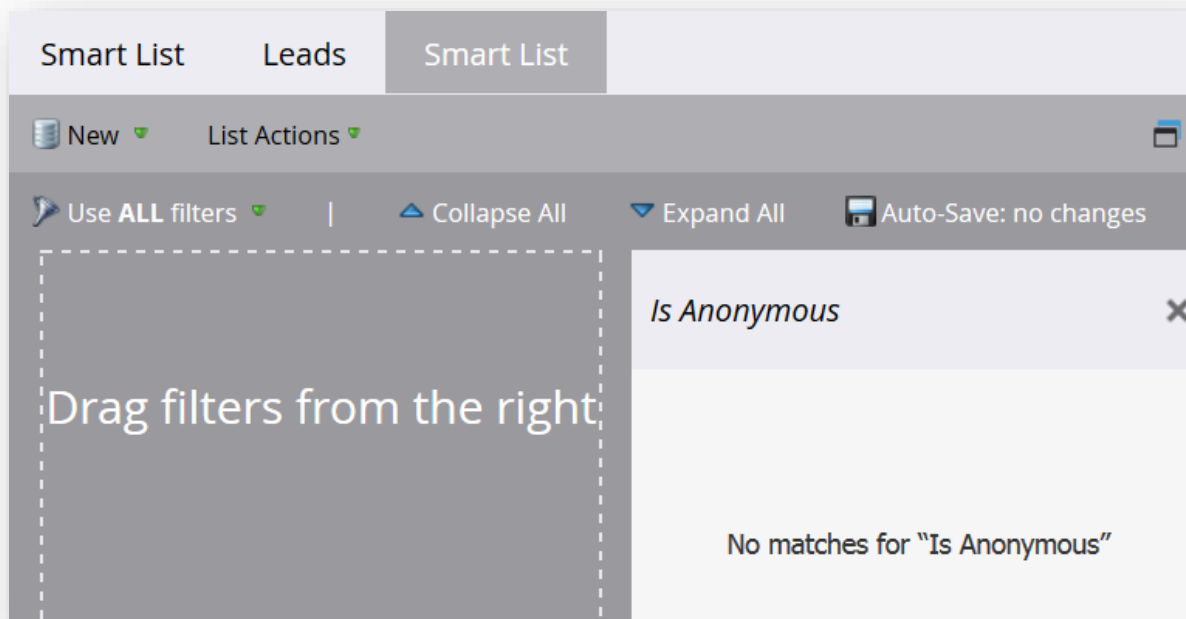 Smart List Leads Smart List
New List Actions
Use ALL filters | Collapse All Expand All Auto-Save: no changes
Is Anonymous
Drag filters from the right
No matches for “Is Anonymous”